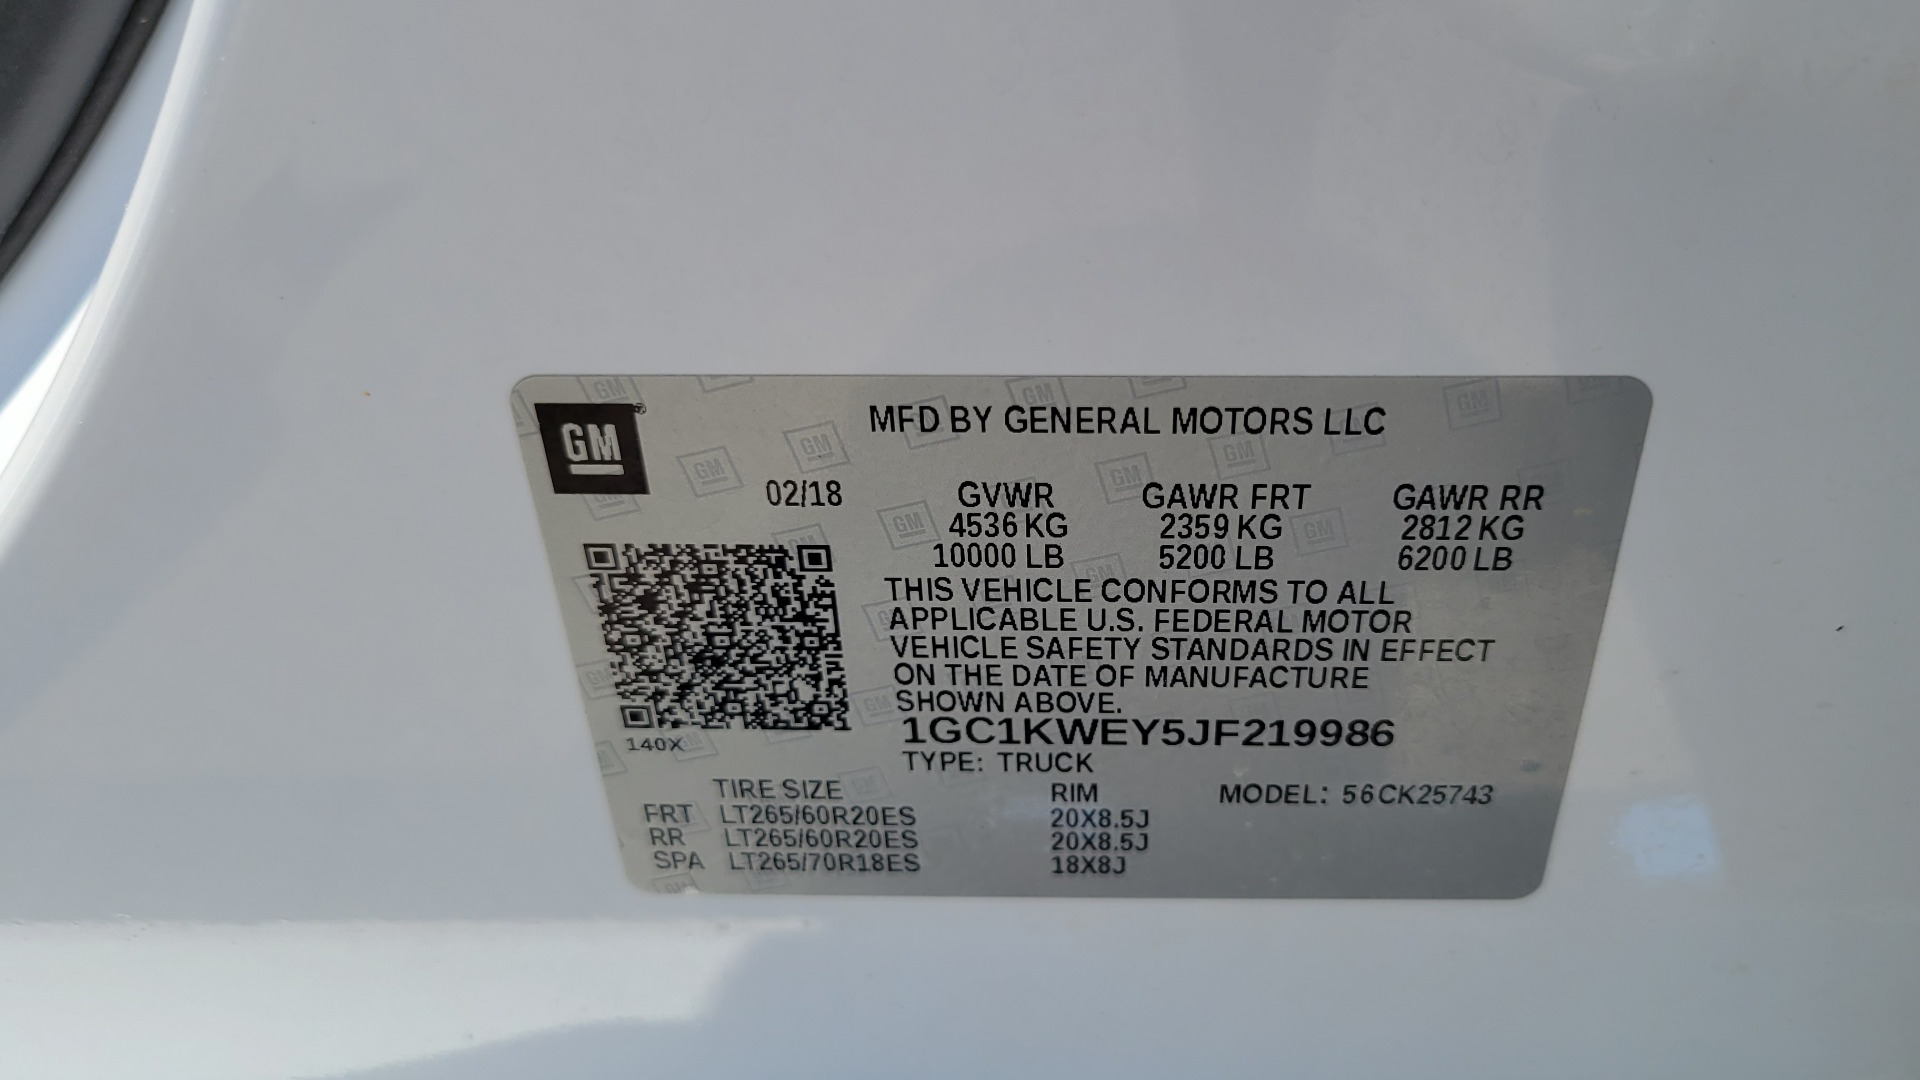 GM
MFD BY GENERAL MOTORS LLC
02/18 GVWR GAWR FRT GAWR RR
4536 KG 2359 KG 2812 KG
10000 LB 5200 LB 6200 LB
THIS VEHICLE CONFORMS TO ALL
APPLICABLE U.S. FEDERAL MOTOR
VEHICLE SAFETY STANDARDS IN EFFECT
ON THE DATE OF MANUFACTURE
SHOWN ABOVE.
1GC1KWEY5JF219986
140X
TYPE: TRUCK
TIRE SIZE RIM MODEL: 56CK25743
FRT LT265/60R20ES 20X8.5J
RR LT265/60R20ES 20X8.5J
SPA LT265/70R18ES 18X8J